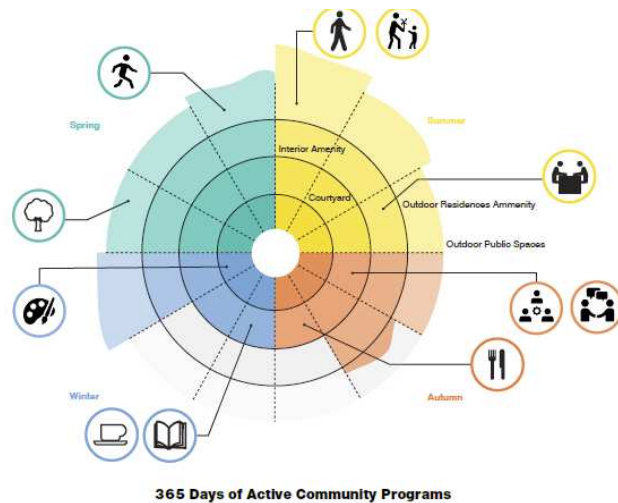 Spring
Summer
Interior Amenity
Courtyard
Outdoor Residences Ammenity
Outdoor Public Spaces
Winter
Autumn
365 Days of Active Community Programs